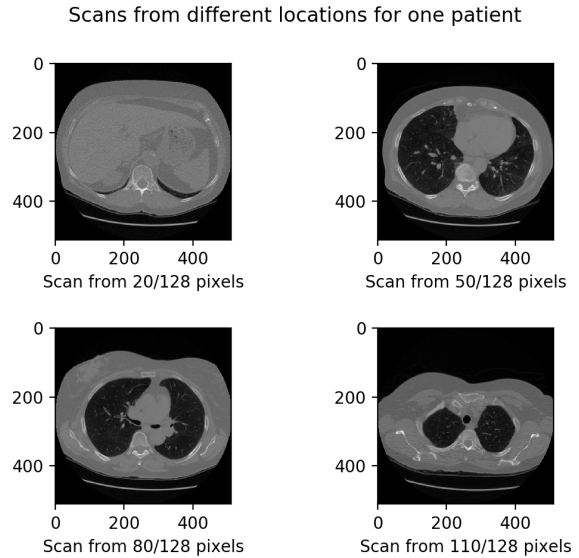 Scans from different locations for one patient
0
200
400
0 200 400
Scan from 20/128 pixels
0
200
400
0 200 400
Scan from 50/128 pixels
0
200
400
0 200 400
Scan from 80/128 pixels
0
200
400
0 200 400
Scan from 110/128 pixels